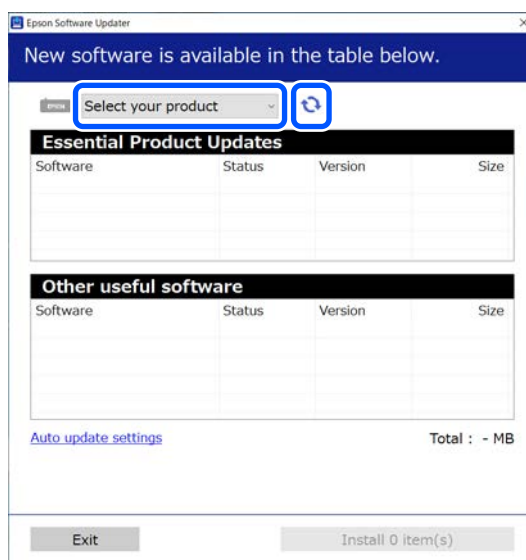 Epson Software Updater
New software is available in the table below.
EPSON Select your product
Essential Product Updates
Software Status Version Size
Other useful software
Software Status Version Size
Auto update settings Total : - MB
Exit Install 0 item(s)